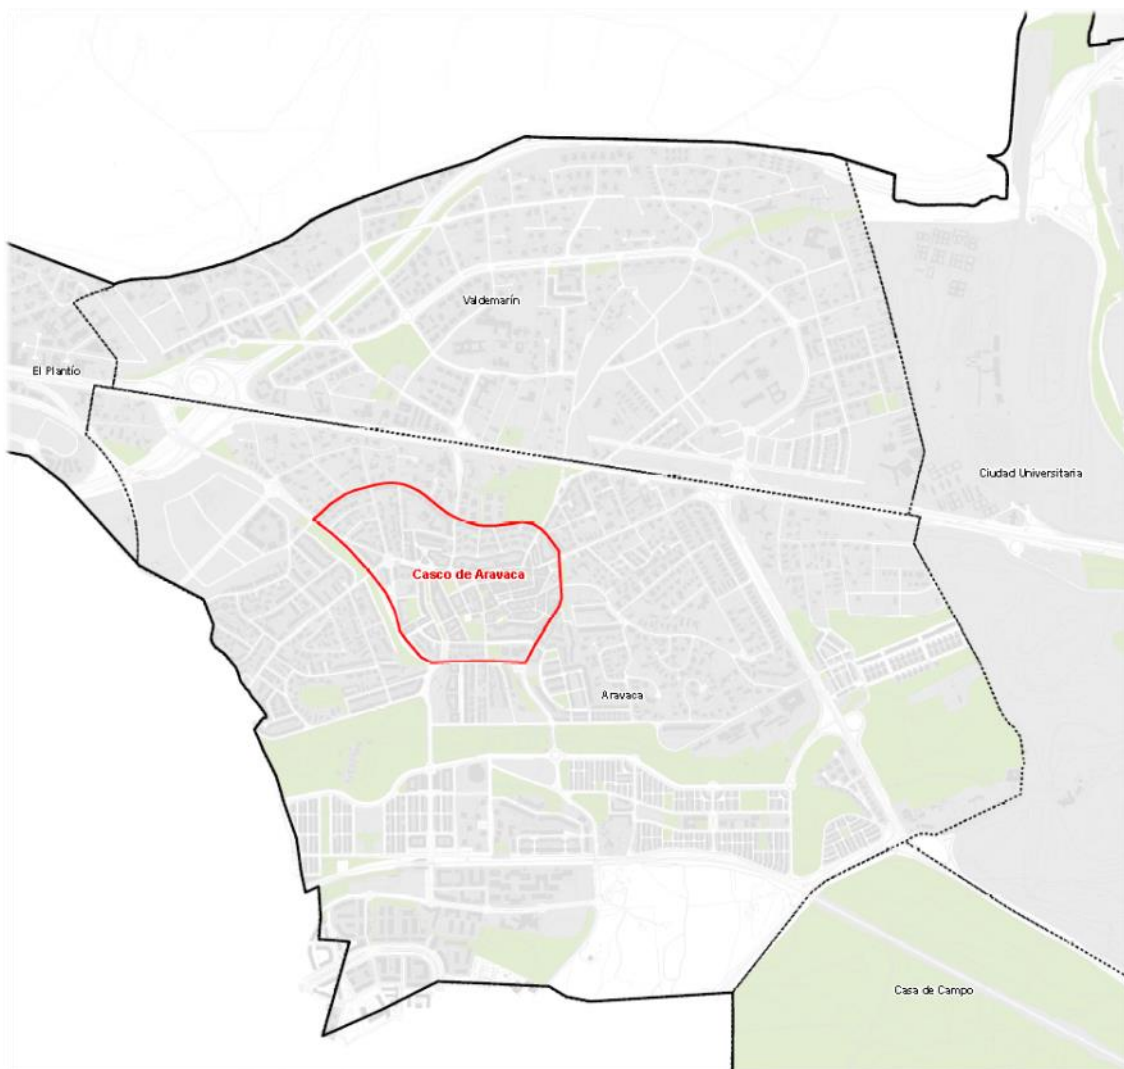 Valdemarín
El Plantío
Ciudad Universitaria
Casco de Aravaca
Aravaca
Casa de Campo